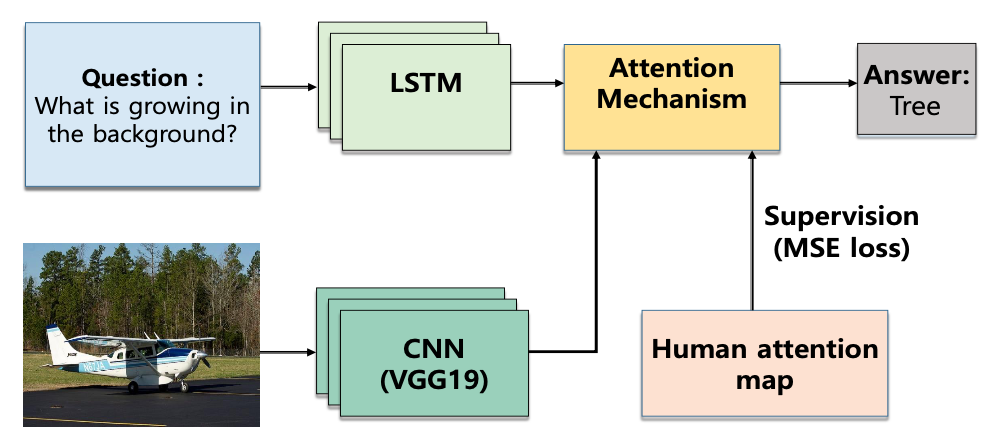 Question :
What is growing in
the background?
LSTM
Attention
Mechanism
Answer:
Tree
Supervision
(MSE loss)
CNN
(VGG19)
Human attention
map